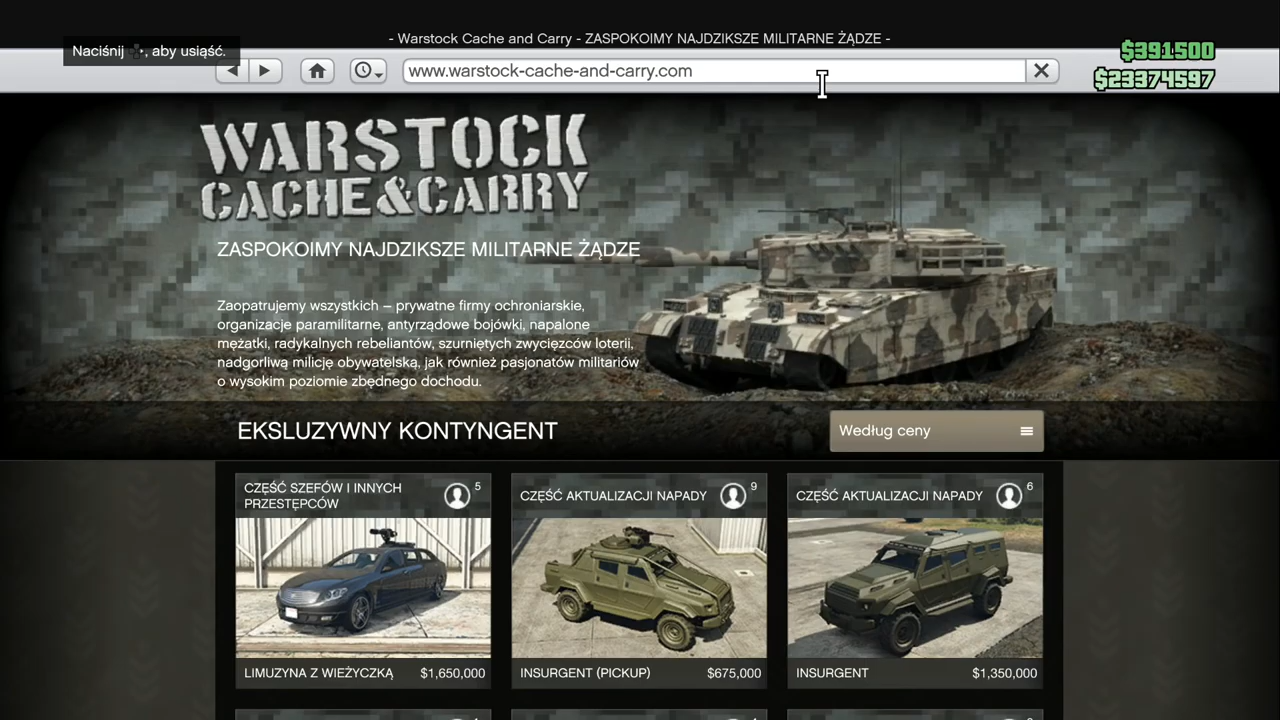 - Warstock Cache and Carry - ZASPOKOIMY NAJDZIKSZE MILITARNE ŻĄDZE -
Naciśnij , aby usiąść.
$391500
www.warstock-cache-and-carry.com
$23374597
WARSTOCK
CACHE&CARRY
ZASPOKOIMY NAJDZIKSZE MILITARNE ŻĄDZE
Zaopatrujemy wszystkich – prywatne firmy ochroniarskie,
organizacje paramilitarne, antyrządowe bojówki, napalone
mężatki, radykalnych rebeliantów, szurniętych zwycięzców loterii,
nadgorliwą milicję obywatelską, jak również pasjonatów militariów
o wysokim poziomie zbędnego dochodu.
EKSLUZYWNY KONTYNGENT
Według ceny
CZĘŚĆ SZEFÓW I INNYCH
PRZESTĘPCÓW
5
CZĘŚĆ AKTUALIZACJI NAPADY
9
CZĘŚĆ AKTUALIZACJI NAPADY
6
LIMUZYNA Z WIEŻYCZKĄ $1,650,000
INSURGENT (PICKUP) $675,000
INSURGENT $1,350,000